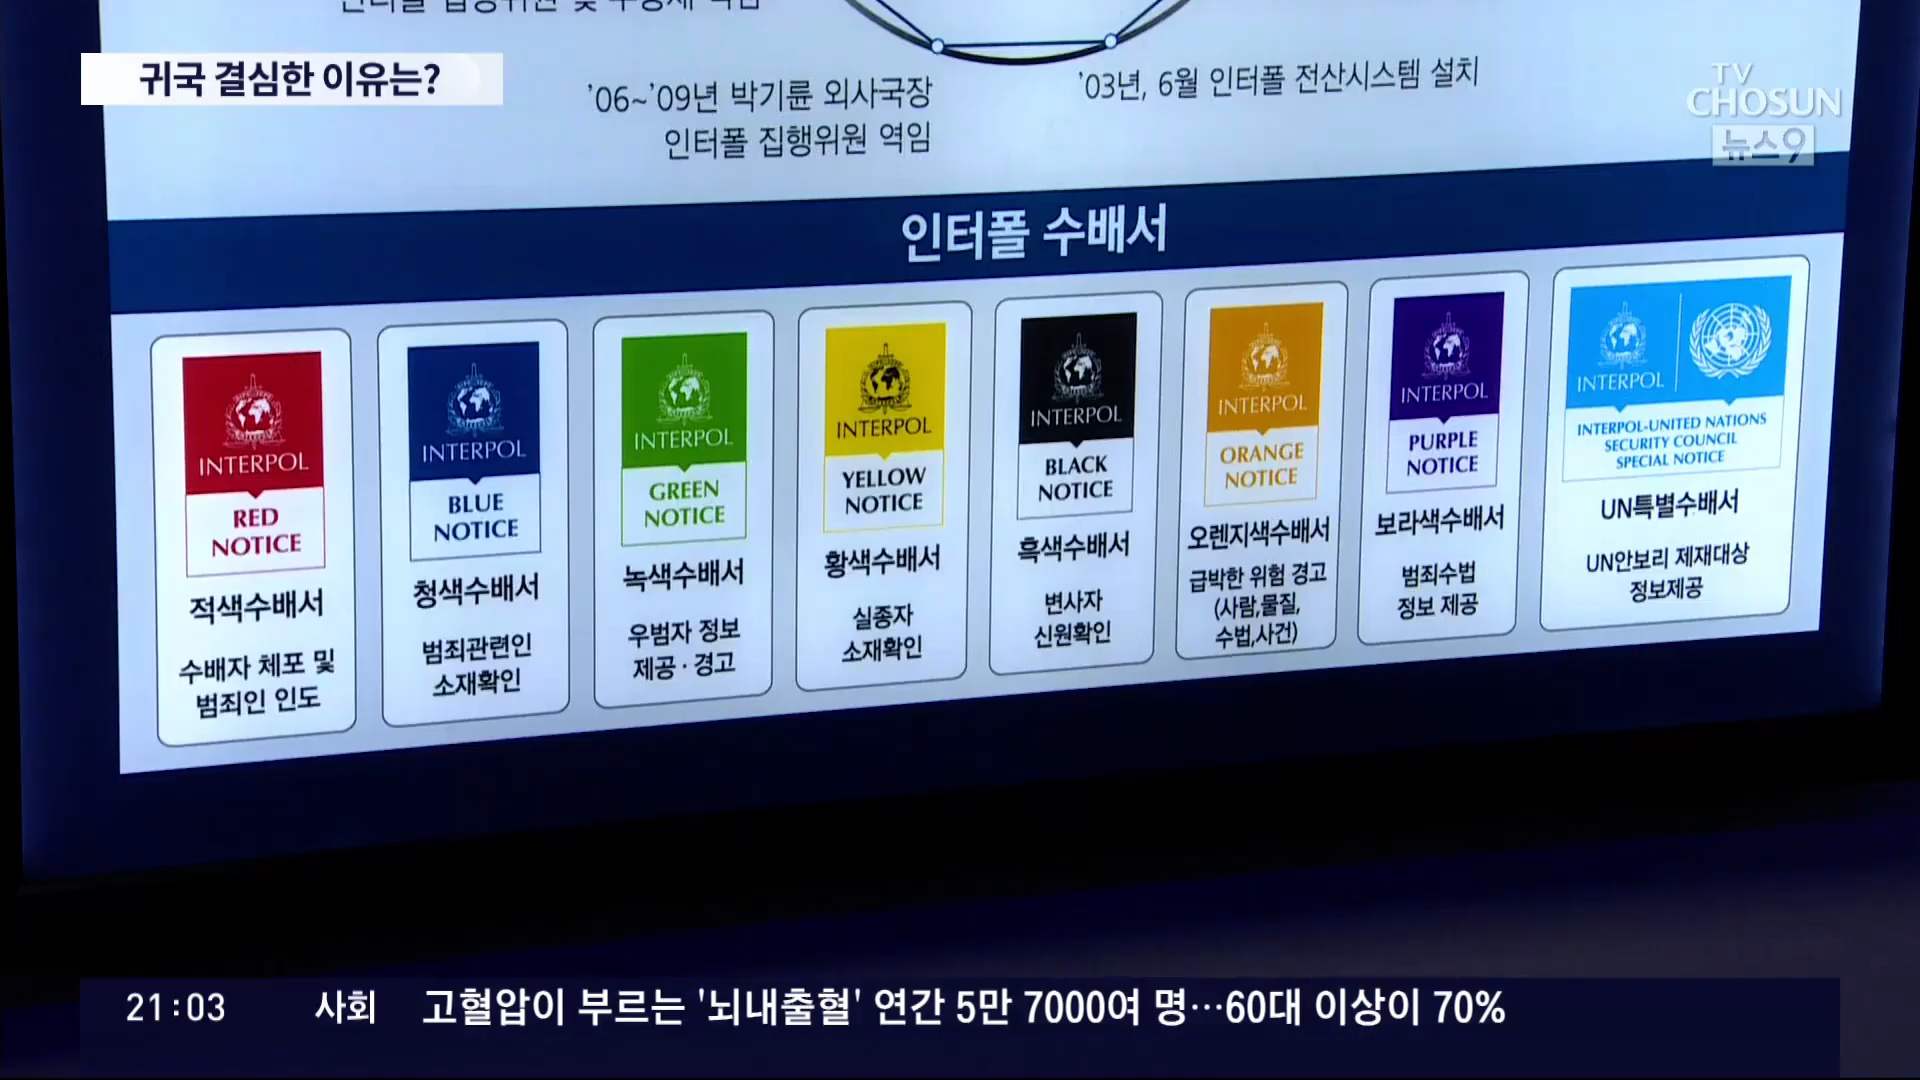 귀국 결심한 이유는?
TV
CHOSUN
뉴스9
'06~'09년 박기륜 외사국장
인터폴 집행위원 역임
'03년, 6월 인터폴 전산시스템 설치
인터폴 수배서
INTERPOL
RED
NOTICE
적색수배서
수배자 체포 및
범죄인 인도
INTERPOL
BLUE
NOTICE
청색수배서
범죄관련인
소재확인
INTERPOL
GREEN
NOTICE
녹색수배서
우범자 정보
제공·경고
INTERPOL
YELLOW
NOTICE
황색수배서
실종자
소재확인
INTERPOL
BLACK
NOTICE
흑색수배서
변사자
신원확인
INTERPOL
ORANGE
NOTICE
오렌지색수배서
급박한 위험 경고
(사람,물질,
수법,사건)
INTERPOL
PURPLE
NOTICE
보라색수배서
범죄수법
정보 제공
INTERPOL
INTERPOL-UNITED NATIONS
SECURITY COUNCIL
SPECIAL NOTICE
UN특별수배서
UN안보리 제재대상
정보제공
21:03 사회 고혈압이 부르는 '뇌내출혈' 연간 5만 7000여 명…60대 이상이 70%